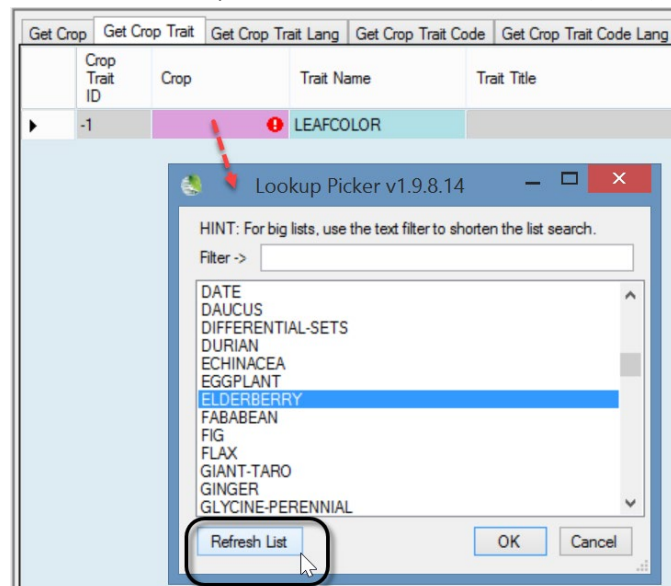 Get Crop Get Crop Trait Get Crop Trait Lang Get Crop Trait Code Get Crop Trait Code Lang
Crop Trait ID Crop Trait Name Trait Title
-1 LEAFCOLOR
Lookup Picker v1.9.8.14
HINT: For big lists, use the text filter to shorten the list search.
Filter ->
DATE
DAUCUS
DIFFERENTIAL-SETS
DURIAN
ECHINACEA
EGGPLANT
ELDERBERRY
FABABEAN
FIG
FLAX
GIANT-TARO
GINGER
GLYCINE-PERENNIAL
Refresh List OK Cancel